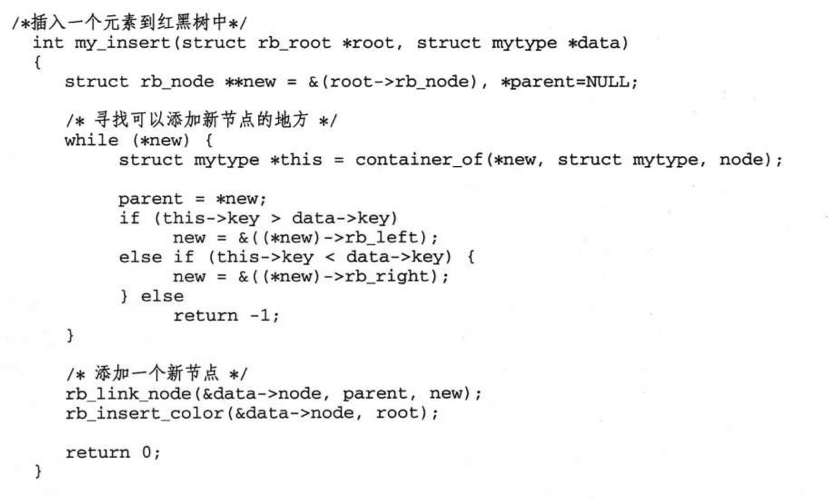 /*插入一个元素到红黑树中*/
int my_insert(struct rb_root *root, struct mytype *data)
{
struct rb_node **new = &(root->rb_node), *parent=NULL;
/* 寻找可以添加新节点的地方 */
while (*new) {
struct mytype *this = container_of(*new, struct mytype, node);
parent = *new;
if (this->key > data->key)
new = &((*new)->rb_left);
else if (this->key < data->key) {
new = &((*new)->rb_right);
} else
return -1;
}
/* 添加一个新节点 */
rb_link_node(&data->node, parent, new);
rb_insert_color(&data->node, root);
return 0;
}